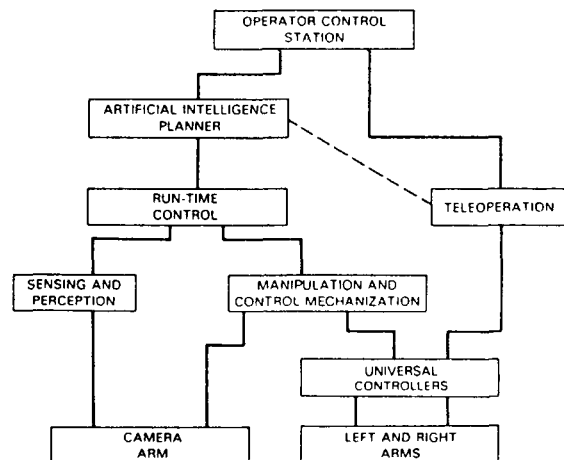 OPERATOR CONTROL
STATION
ARTIFICIAL INTELLIGENCE
PLANNER
RUN-TIME
CONTROL
TELEOPERATION
SENSING AND
PERCEPTION
MANIPULATION AND
CONTROL MECHANIZATION
UNIVERSAL
CONTROLLERS
CAMERA
ARM
LEFT AND RIGHT
ARMS